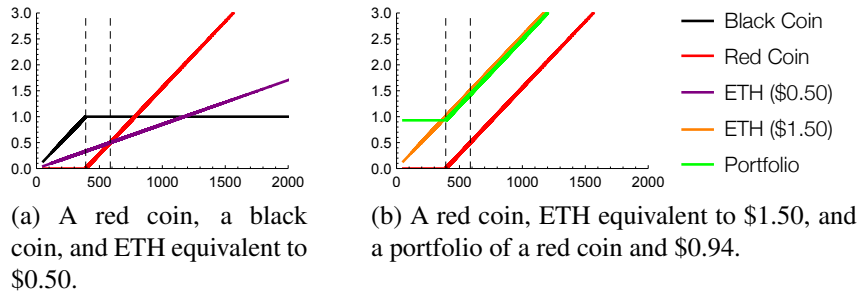 3.0
2.5
2.0
1.5
1.0
0.5
0.0
0 500 1000 1500 2000
3.0
2.5
2.0
1.5
1.0
0.5
0.0
0 500 1000 1500 2000
Black Coin
Red Coin
ETH ($0.50)
ETH ($1.50)
Portfolio
(a) A red coin, a black
coin, and ETH equivalent to
$0.50.
(b) A red coin, ETH equivalent to $1.50, and
a portfolio of a red coin and $0.94.